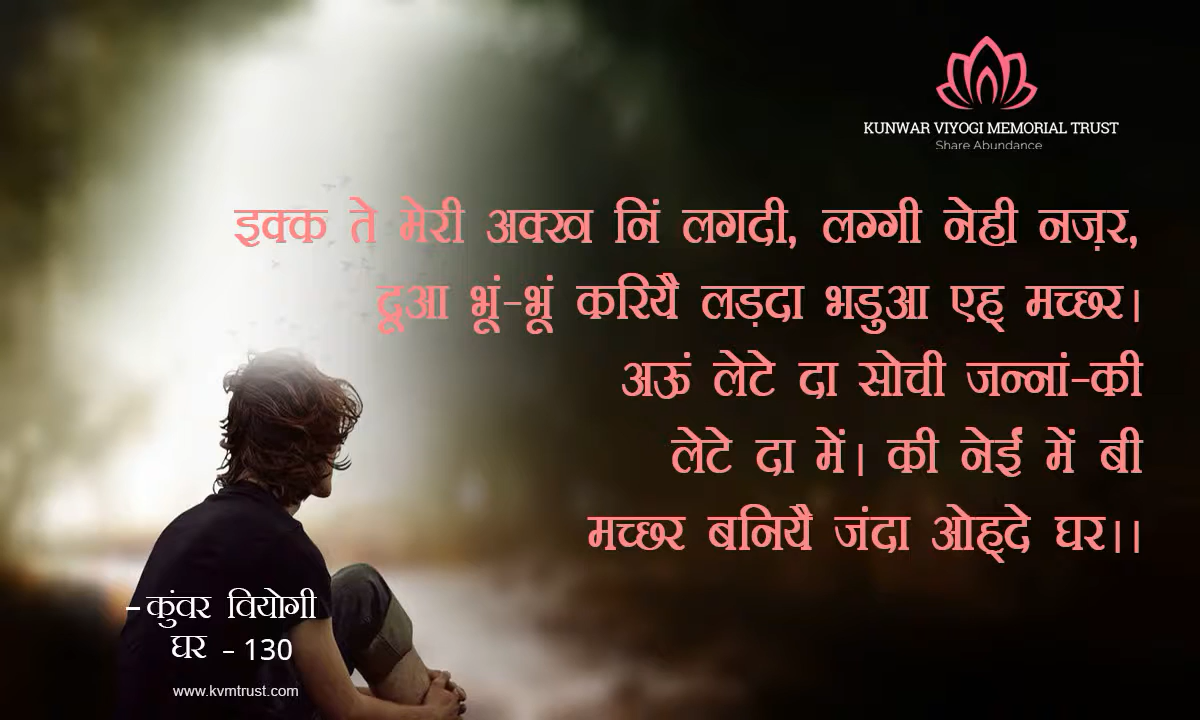 KUNWAR VIYOGI MEMORIAL TRUST
Share Abundance
इक्क ते मेरी अक्ख निं लगदी, लग्गी नेही नज़र,
दूआ भूं-भूं करियै लड़दा भडुआ एह् मच्छर।
अऊं लेटे दा सोची जन्नां-की
लेटे दा में। की नेईं में बी
मच्छर बनियै जंदा ओह्दे घर।।
- कुंवर वियोगी
घर - 130
www.kvmtrust.com